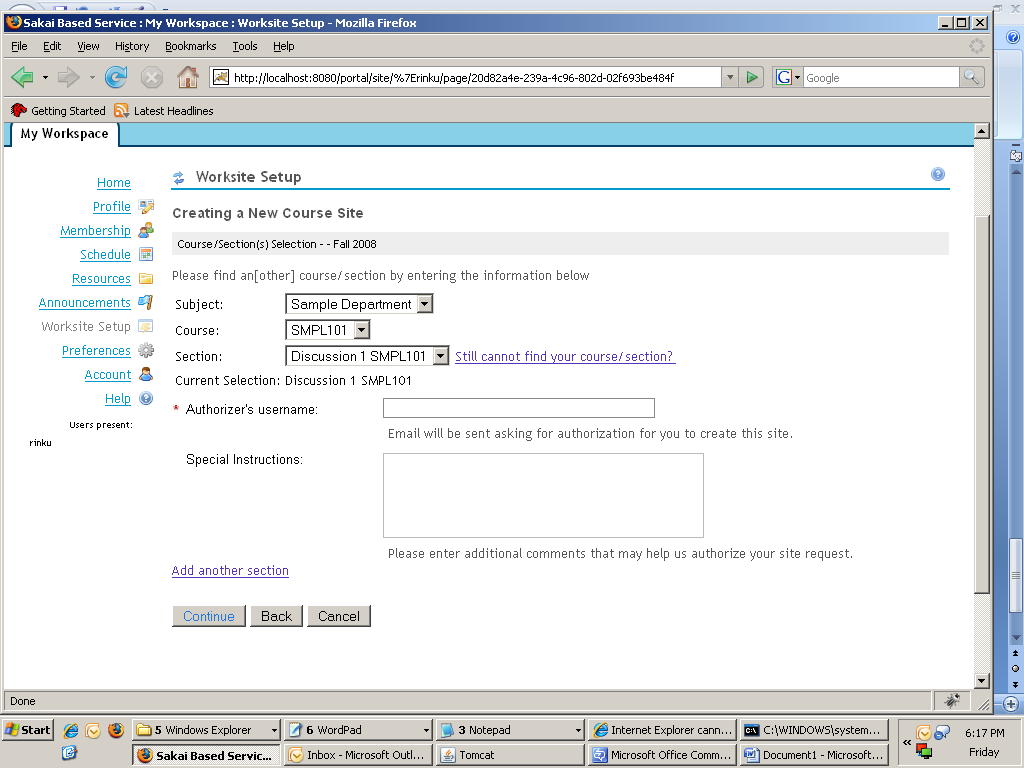 Sakai Based Service : My Workspace : Worksite Setup - Mozilla Firefox
File Edit View History Bookmarks Tools Help
http://localhost:8080/portal/site/%7Erinku/page/20d82a4e-239a-4c96-802d-02f693be484f
G Google
Getting Started Latest Headlines
My Workspace
Home
Profile
Membership
Schedule
Resources
Announcements
Worksite Setup
Preferences
Account
Help
Users present:
rinku
Worksite Setup
Creating a New Course Site
Course/Section(s) Selection - - Fall 2008
Please find an[other] course/section by entering the information below
Subject: Sample Department
Course: SMPL101
Section: Discussion 1 SMPL101 Still cannot find your course/section?
Current Selection: Discussion 1 SMPL101
* Authorizer's username:
Email will be sent asking for authorization for you to create this site.
Special Instructions:
Please enter additional comments that may help us authorize your site request.
Add another section
Continue Back Cancel
Done
Start 5 Windows Explorer 6 WordPad 3 Notepad Internet Explorer cann... C:\WINDOWS\system... « 6:17 PM
Sakai Based Servic... Inbox - Microsoft Outl... Tomcat Microsoft Office Comm... Document1 - Microsoft... Friday